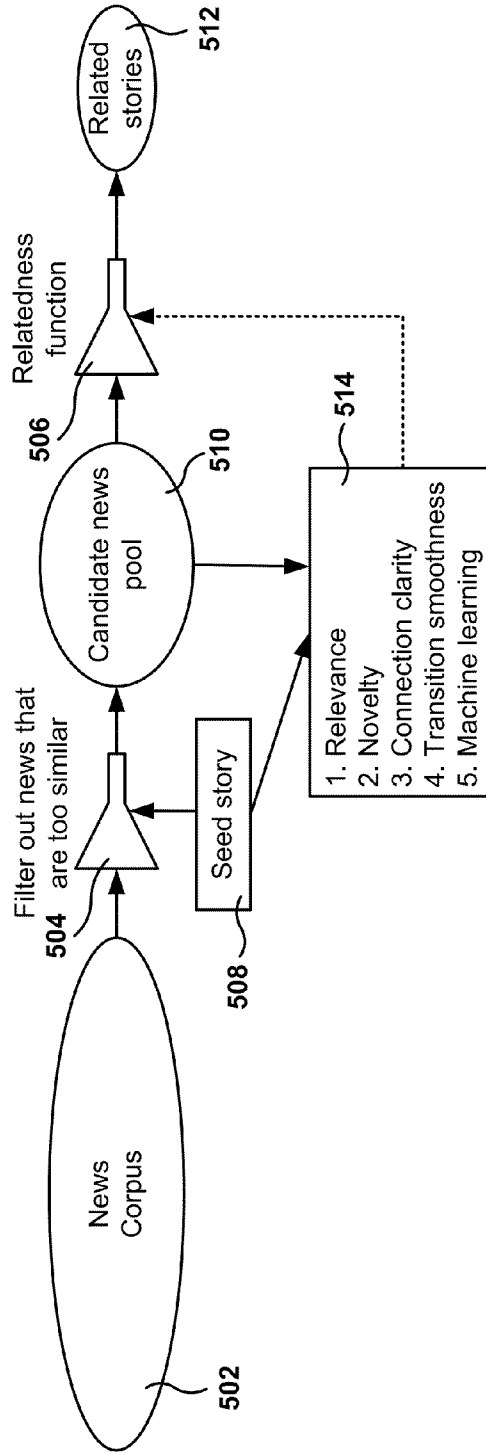 News
Corpus
502
Filter out news that
are too similar
504
Seed story
508
Candidate news
pool
510
Relatedness
function
506
Related
stories
512
514
1. Relevance
2. Novelty
3. Connection clarity
4. Transition smoothness
5. Machine learning